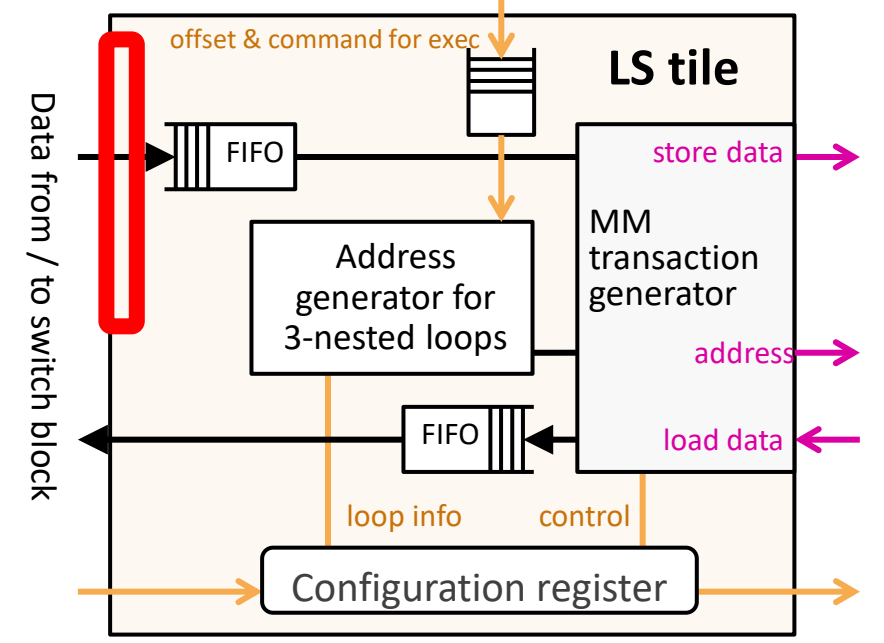 offset & command for exec
LS tile
Data from / to switch block
FIFO
store data
MM
transaction
generator
Address
generator for
3-nested loops
address
FIFO
load data
loop info
control
Configuration register